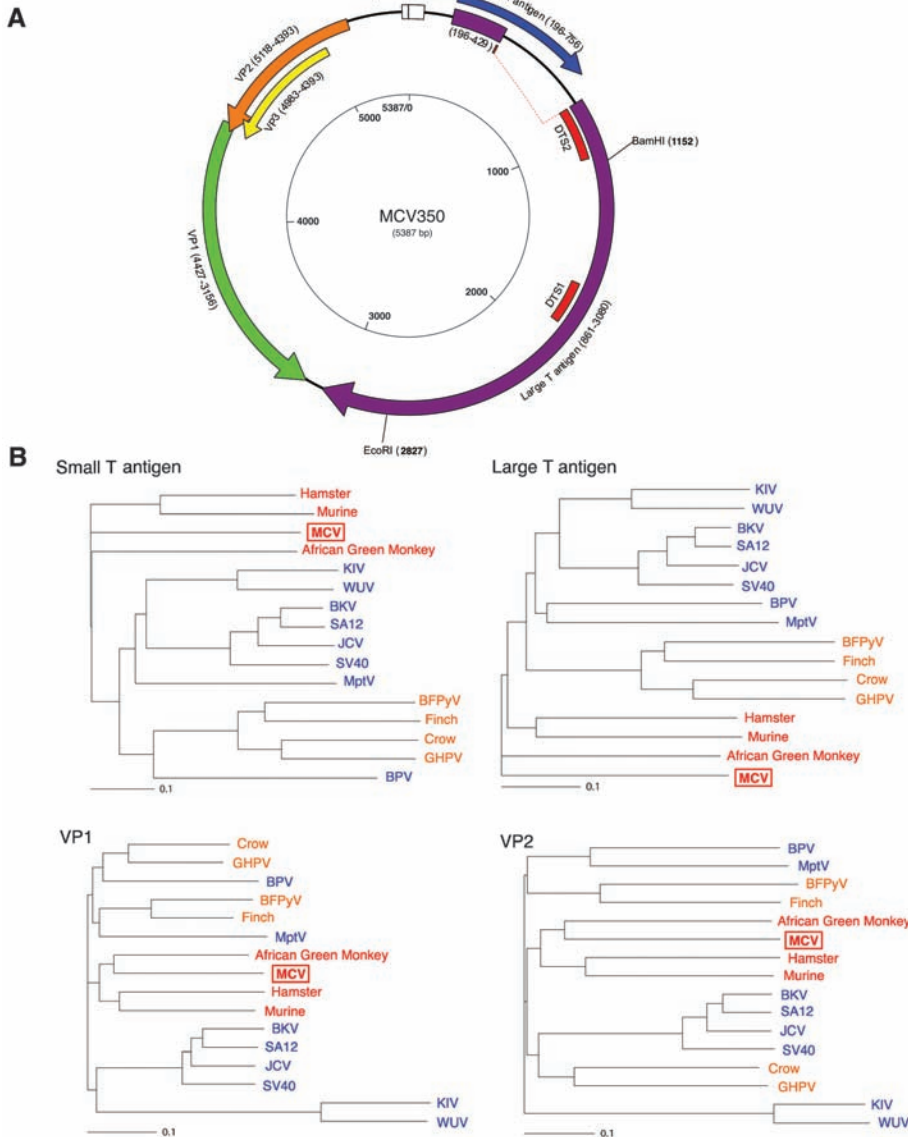 A
antigen (196-756)
(196-429)
VP2 (5118-4393)
VP3 (4983-4393)
5387/0
5000
DTS2
BamHI (1152)
1000
4000
MCV350
(5387 bp)
VP1 (4427-3156)
DTS1
2000
3000
Large T antigen (861-3080)
EcoRI (2827)
B
Small T antigen
Hamster
Murine
MCV
African Green Monkey
KIV
WUV
BKV
SA12
JCV
SV40
MptV
BFPyV
Finch
Crow
GHPV
BPV
0.1
Large T antigen
KIV
WUV
BKV
SA12
JCV
SV40
BPV
MptV
BFPyV
Finch
Crow
GHPV
Hamster
Murine
African Green Monkey
MCV
0.1
VP1
Crow
GHPV
BPV
BFPyV
Finch
MptV
African Green Monkey
MCV
Hamster
Murine
BKV
SA12
JCV
SV40
KIV
WUV
0.1
VP2
BPV
MptV
BFPyV
Finch
African Green Monkey
MCV
Hamster
Murine
BKV
SA12
JCV
SV40
Crow
GHPV
KIV
WUV
0.1